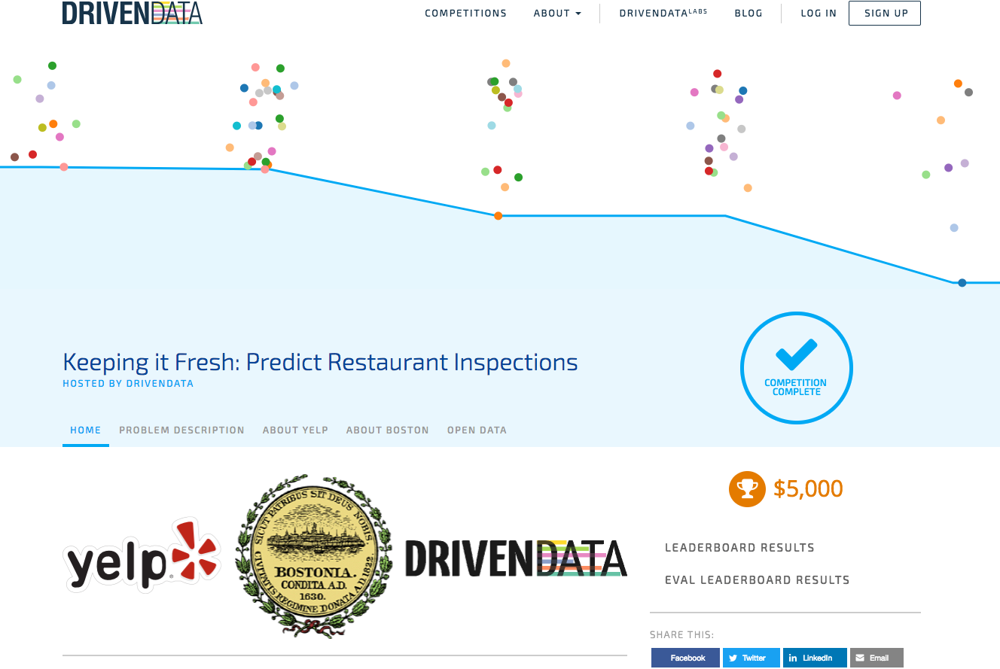 DRIVENDATA
COMPETITIONS ABOUT DRIVENDATALABS BLOG LOG IN SIGN UP
Keeping it Fresh: Predict Restaurant Inspections
HOSTED BY DRIVENDATA
COMPETITION
COMPLETE
HOME PROBLEM DESCRIPTION ABOUT YELP ABOUT BOSTON OPEN DATA
yelp
SICUT PATRIBUS SIT DEUS NOBIS
BOSTONIA.
CONDITA A.D.
1630.
CIVITATIS REGIMINE DONATA A.D. 1822.
DRIVENDATA
$5,000
LEADERBOARD RESULTS
EVAL LEADERBOARD RESULTS
SHARE THIS:
Facebook Twitter LinkedIn Email